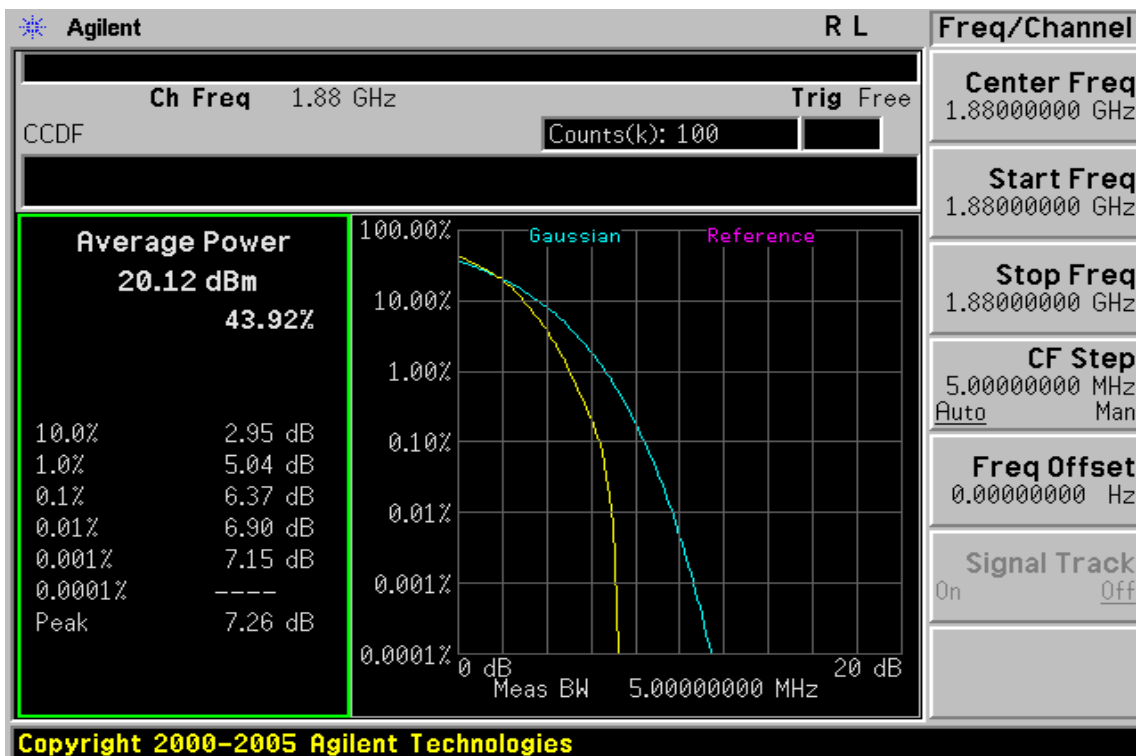 Agilent R L
Ch Freq 1.88 GHz Trig Free
CCDF Counts(k): 100
Average Power
20.12 dBm
43.92%
10.0% 2.95 dB
1.0% 5.04 dB
0.1% 6.37 dB
0.01% 6.90 dB
0.001% 7.15 dB
0.0001% ----
Peak 7.26 dB
Gaussian Reference
100.00%
10.00%
1.00%
0.10%
0.01%
0.001%
0.0001%
0 dB 20 dB
Meas BW 5.00000000 MHz
Freq/Channel
Center Freq
1.88000000 GHz
Start Freq
1.88000000 GHz
Stop Freq
1.88000000 GHz
CF Step
5.00000000 MHz
Auto Man
Freq Offset
0.00000000 Hz
Signal Track
On Off
Copyright 2000-2005 Agilent Technologies